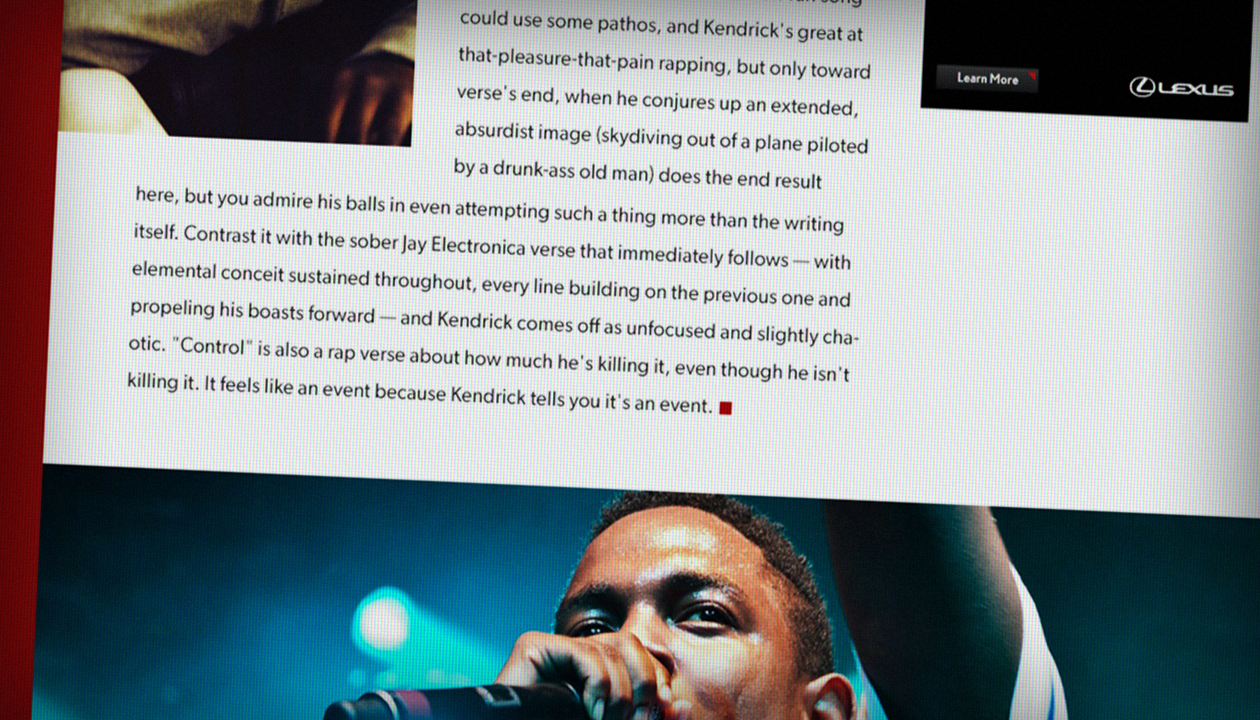 could use some pathos, and Kendrick's great at
that-pleasure-that-pain rapping, but only toward
verse's end, when he conjures up an extended,
absurdist image (skydiving out of a plane piloted
by a drunk-ass old man) does the end result
here, but you admire his balls in even attempting such a thing more than the writing
itself. Contrast it with the sober Jay Electronica verse that immediately follows — with
elemental conceit sustained throughout, every line building on the previous one and
propeling his boasts forward — and Kendrick comes off as unfocused and slightly cha-
otic. "Control" is also a rap verse about how much he's killing it, even though he isn't
killing it. It feels like an event because Kendrick tells you it's an event.
Learn More
LEXUS